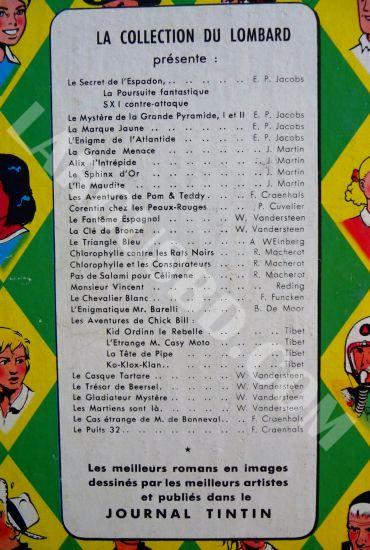 LA COLLECTION DU LOMBARD
présente :
Le Secret de l'Espadon, .. .. .. .. .. E. P. Jacobs
La Poursuite fantastique
SX I contre-attaque
Le Mystère de la Grande Pyramide, I et II E. P. Jacobs
La Marque Jaune .. .. .. .. .. .. E. P. Jacobs
L'Enigme de l'Atlantide .. .. .. .. .. E. P. Jacobs
La Grande Menace .. .. .. .. .. J. Martin
Alix l'Intrépide .. .. .. .. .. .. J. Martin
Le Sphinx d'Or .. .. .. .. .. .. J. Martin
L'Ile Maudite .. .. .. .. .. .. J. Martin
Les Aventures de Pom & Teddy .. .. .. F. Craenhals
Corentin chez les Peaux-Rouges .. .. .. P. Cuvelier
Le Fantôme Espagnol .. .. .. .. W. Vandersteen
La Clé de Bronze .. .. .. .. .. W. Vandersteen
Le Triangle Bleu .. .. .. .. .. A WEinberg
Chlorophylle contre les Rats Noirs .. .. R. Macherot
Chlorophylle et les Conspirateurs .. .. .. R. Macherot
Pas de Salami pour Célimène .. .. .. R. Macherot
Monsieur Vincent .. .. .. .. .. Reding
Le Chevalier Blanc .. .. .. .. .. F. Funcken
L'Enigmatique Mr. Barelli .. .. .. .. B. De Moor
Les Aventures de Chick Bill :
Kid Ordinn le Rebelle .. .. .. .. Tibet
L'Etrange M. Casy Moto .. .. .. Tibet
La Tête de Pipe .. .. .. .. .. Tibet
Ko-Klox-Klan .. .. .. .. .. .. Tibet
Le Casque Tartare .. .. .. .. .. W. Vandersteen
Le Trésor de Beersel .. .. .. .. .. W. Vandersteen
Le Gladiateur Mystère .. .. .. .. W. Vandersteen
Les Martiens sont là .. .. .. .. .. W. Vandersteen
Le Cas étrange de M. de Bonneval .. .. F. Craenhals
Le Puits 32 .. .. .. .. .. .. .. F. Craenhals
Les meilleurs romans en images
dessinés par les meilleurs artistes
et publiés dans le
JOURNAL TINTIN